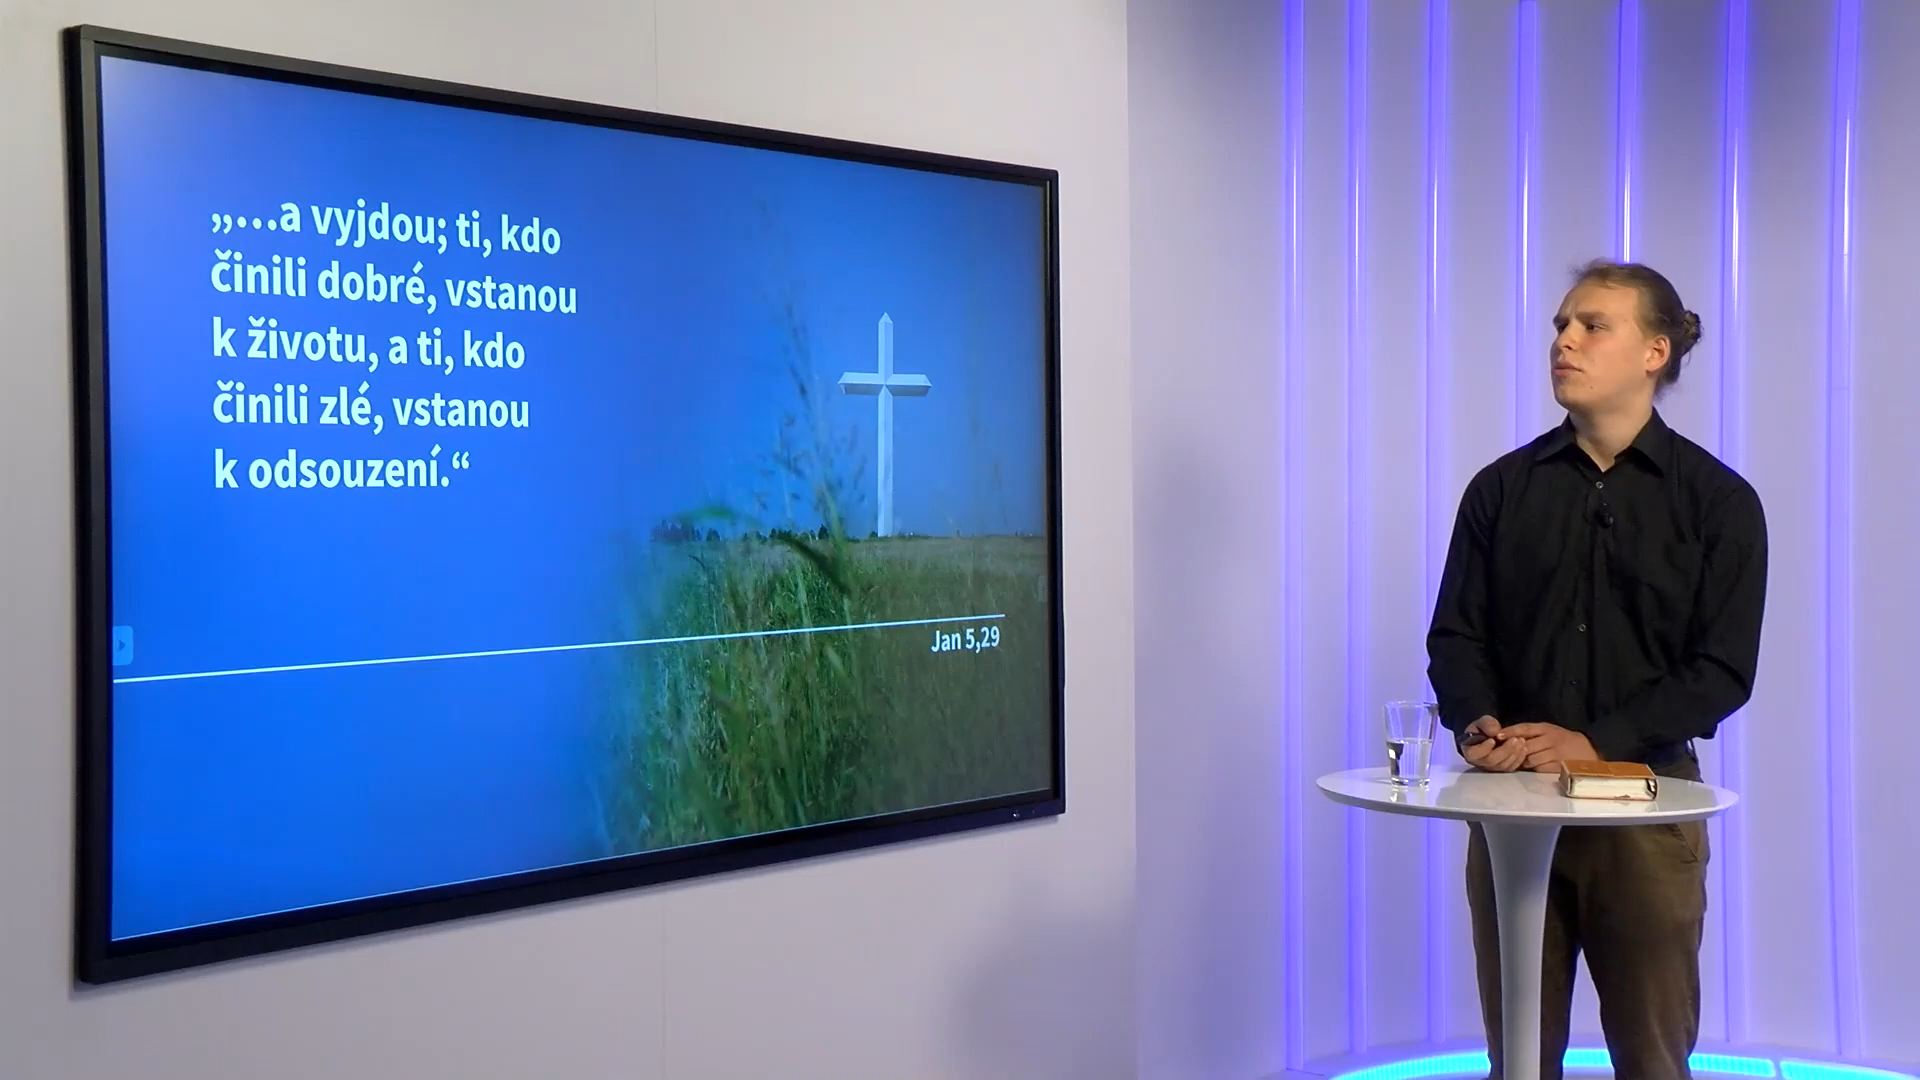 „…a vyjdou; ti, kdo
činili dobré, vstanou
k životu, a ti, kdo
činili zlé, vstanou
k odsouzení.“
Jan 5,29